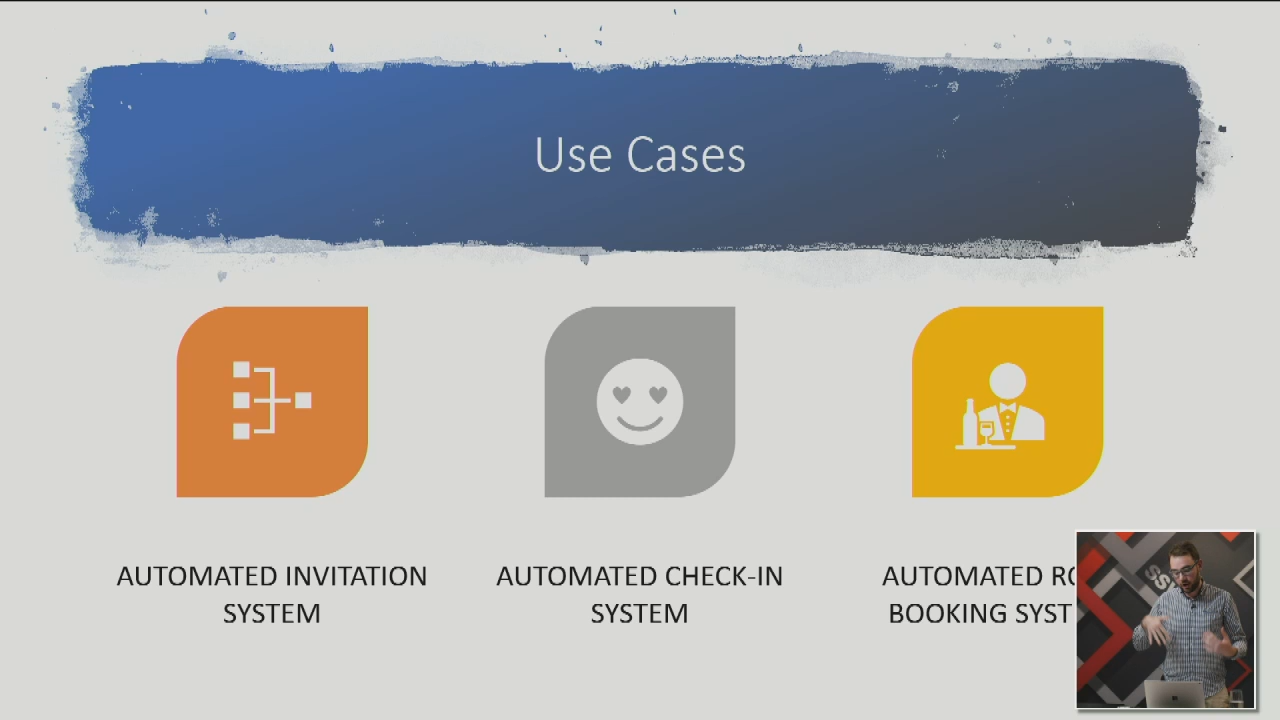 Use Cases
AUTOMATED INVITATION
SYSTEM
AUTOMATED CHECK-IN
SYSTEM
AUTOMATED
BOOKING